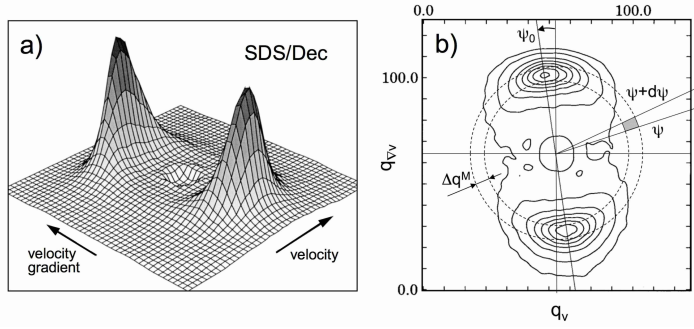 a)
SDS/Dec
velocity
gradient
velocity
0.0
100.0
b)
ψ₀
100.0
ψ+dψ
ψ
q∇v
Δqᴹ
0.0
qv